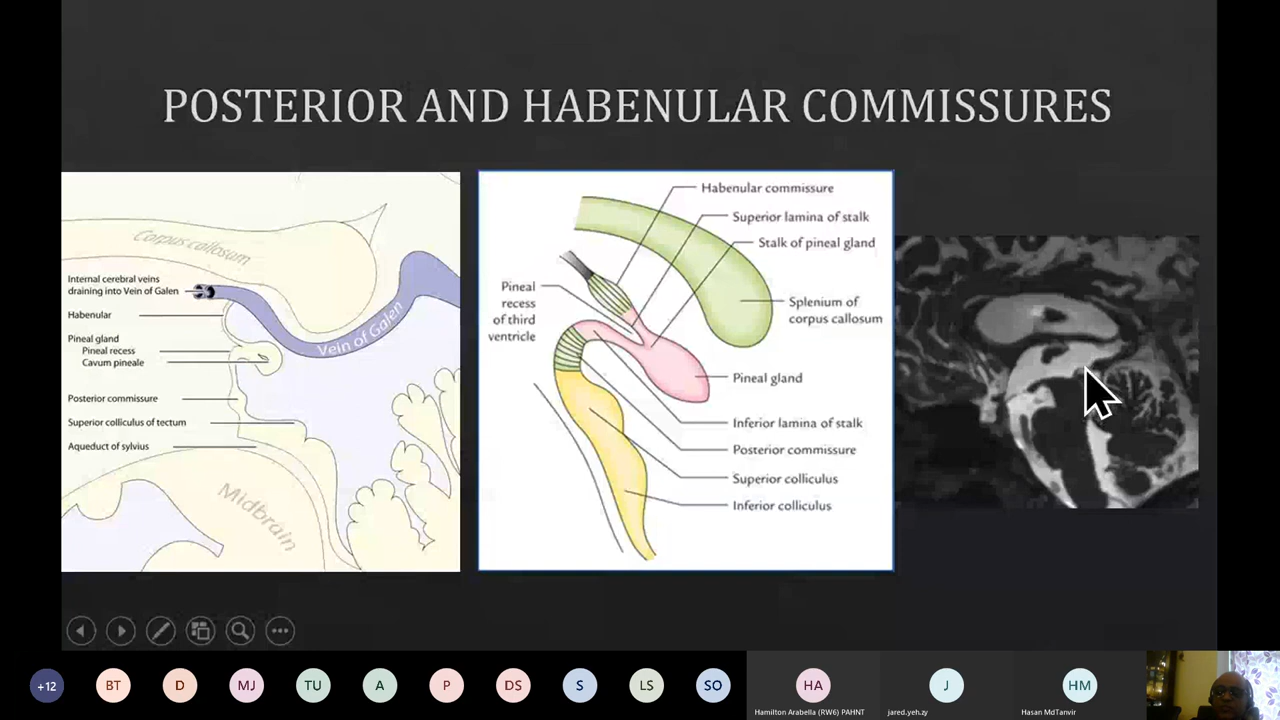 POSTERIOR AND HABENULAR COMMISSURES
Corpus callosum
Internal cerebral veins
draining into Vein of Galen
Habenular
Pineal gland
Pineal recess
Cavum pineale
Vein of Galen
Posterior commissure
Superior colliculus of tectum
Aqueduct of sylvius
Midbrain
Habenular commissure
Superior lamina of stalk
Stalk of pineal gland
Pineal
recess
of third
ventricle
Splenium of
corpus callosum
Pineal gland
Inferior lamina of stalk
Posterior commissure
Superior colliculus
Inferior colliculus
+12
BT
D
MJ
TU
A
P
DS
S
LS
SO
HA
J
HM
Hamilton Arabella (RW6) PAHNT
jared.yeh.zy
Hasan MdTanvir